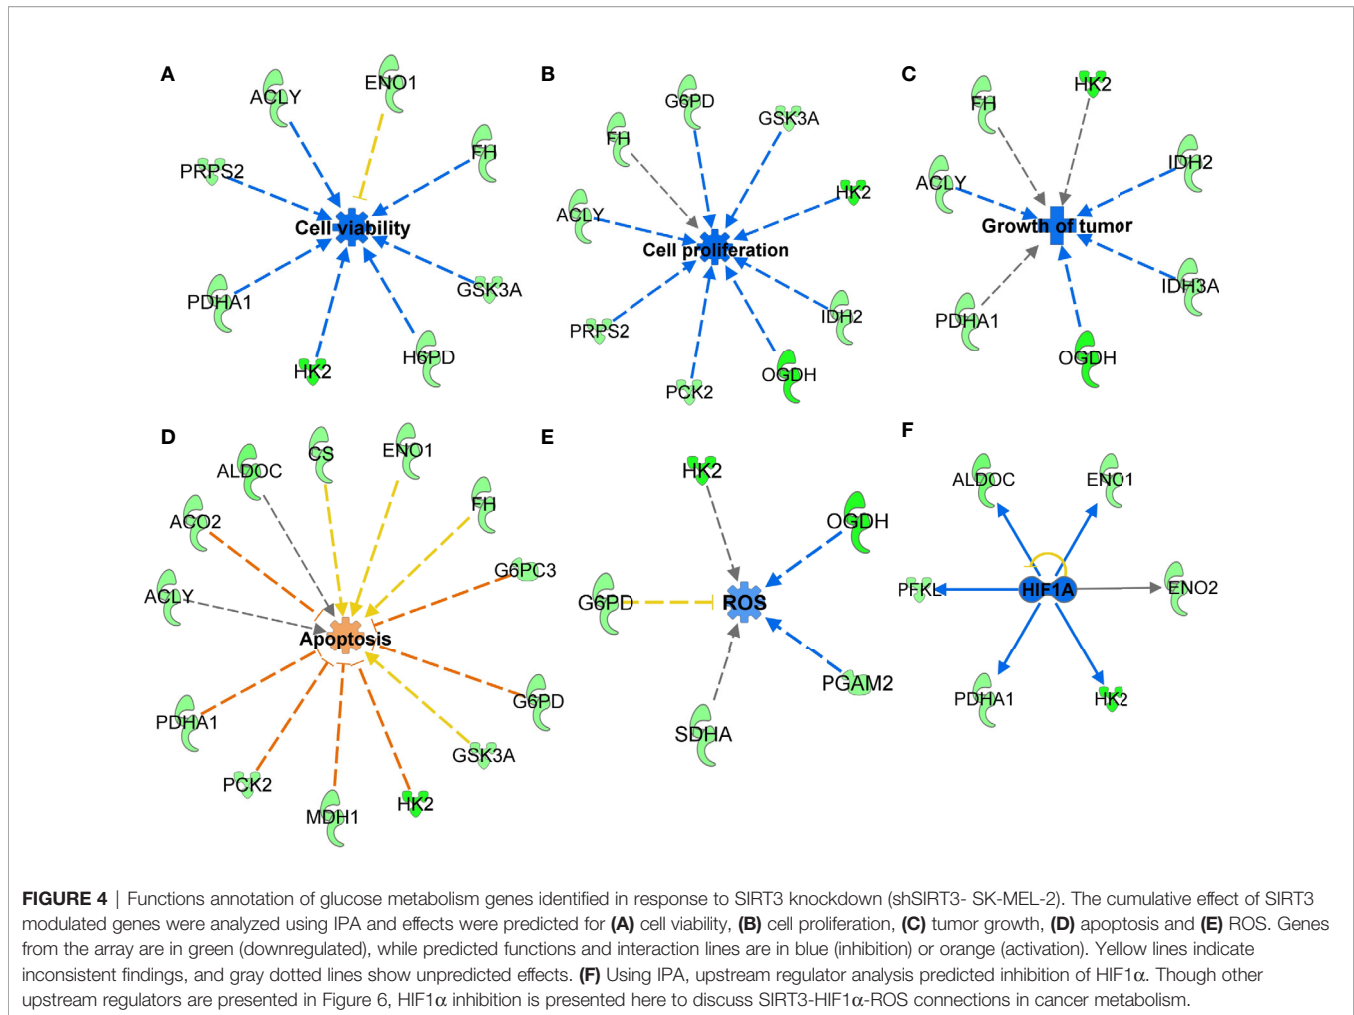 A
ACLY
ENO1
PRPS2
FH
Cell viability
PDHA1
GSK3A
HK2
H6PD
B
G6PD
GSK3A
FH
HK2
ACLY
Cell proliferation
PRPS2
IDH2
PCK2
OGDH
C
HK2
FH
IDH2
ACLY
Growth of tumor
IDH3A
PDHA1
OGDH
D
CS
ENO1
ALDOC
FH
ACO2
G6PC3
ACLY
Apoptosis
PDHA1
G6PD
GSK3A
PCK2
HK2
MDH1
E
HK2
OGDH
G6PD
ROS
PGAM2
SDHA
F
ALDOC
ENO1
PFKL
HIF1A
ENO2
PDHA1
HK2
FIGURE 4 | Functions annotation of glucose metabolism genes identified in response to SIRT3 knockdown (shSIRT3- SK-MEL-2). The cumulative effect of SIRT3
modulated genes were analyzed using IPA and effects were predicted for (A) cell viability, (B) cell proliferation, (C) tumor growth, (D) apoptosis and (E) ROS. Genes
from the array are in green (downregulated), while predicted functions and interaction lines are in blue (inhibition) or orange (activation). Yellow lines indicate
inconsistent findings, and gray dotted lines show unpredicted effects. (F) Using IPA, upstream regulator analysis predicted inhibition of HIF1α. Though other
upstream regulators are presented in Figure 6, HIF1α inhibition is presented here to discuss SIRT3-HIF1α-ROS connections in cancer metabolism.